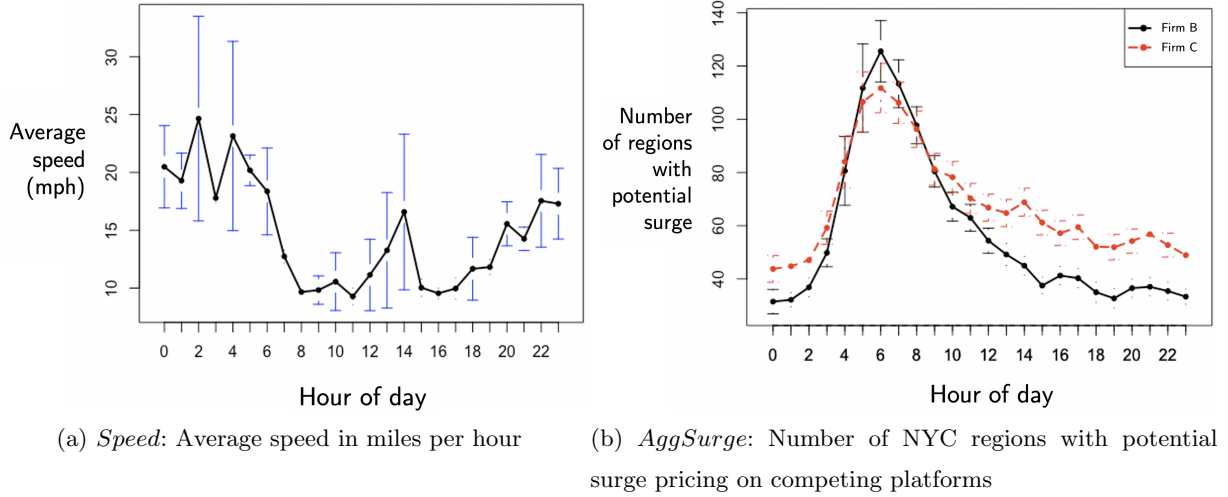 30
25
20
15
10
Average
speed
(mph)
0 2 4 6 8 10 12 14 16 18 20 22
Hour of day
(a) Speed: Average speed in miles per hour
140
120
100
80
60
40
Number
of regions
with
potential
surge
Firm B
Firm C
0 2 4 6 8 10 12 14 16 18 20 22
Hour of day
(b) AggSurge: Number of NYC regions with potential
surge pricing on competing platforms